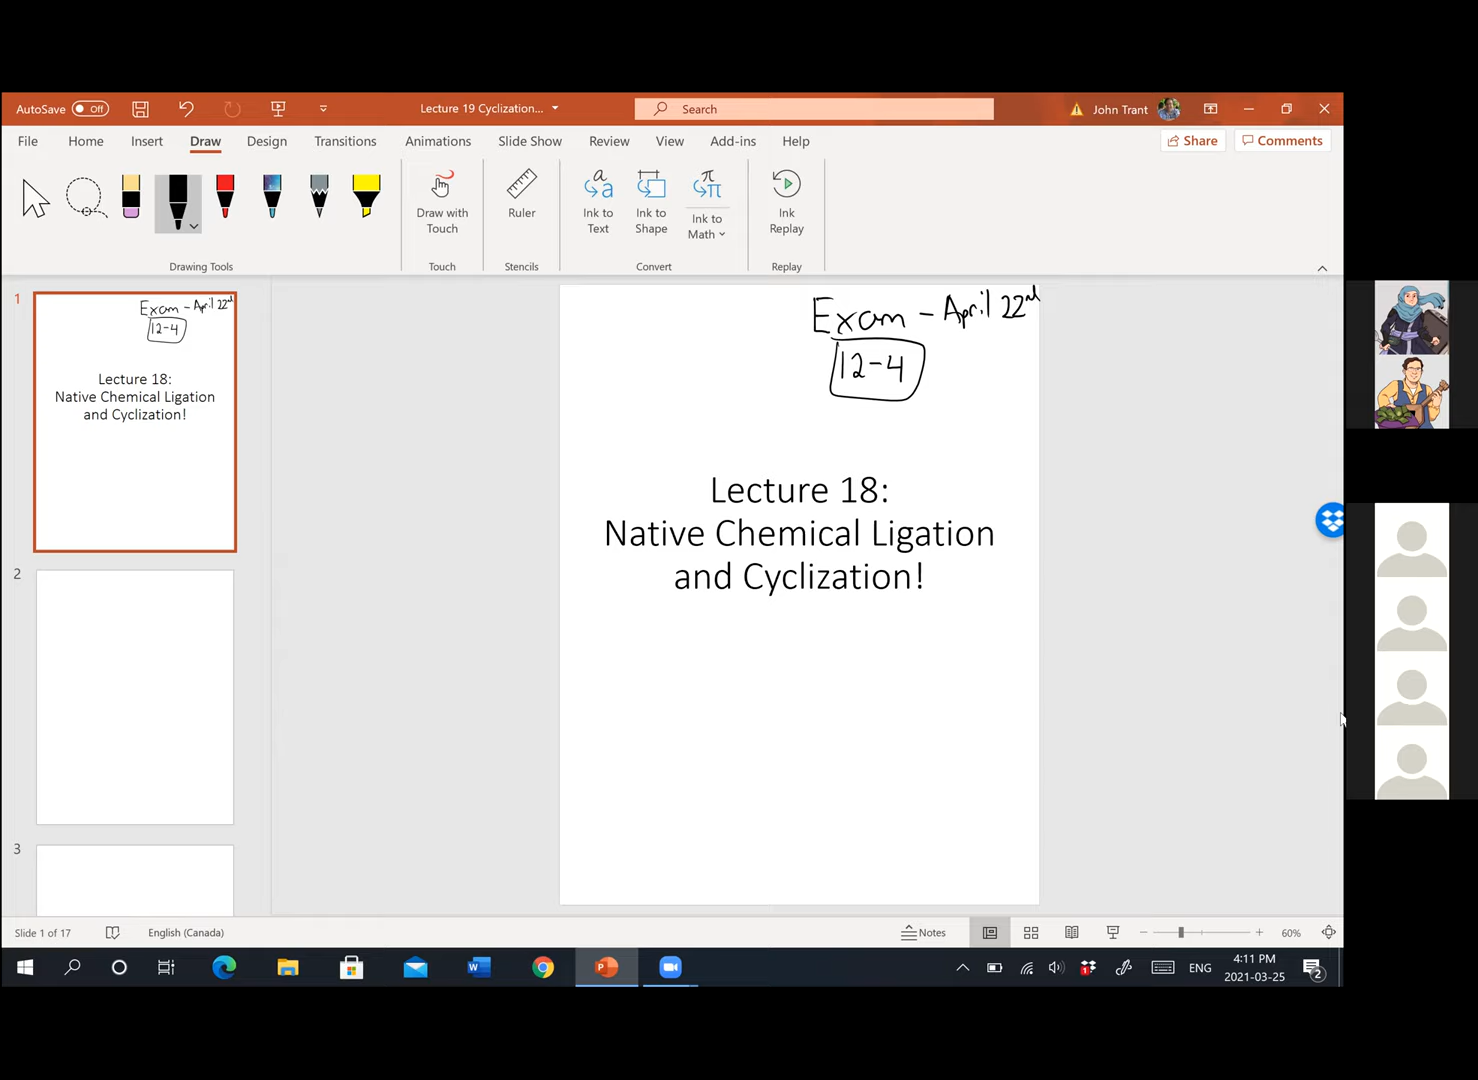 AutoSave Off Lecture 19 Cyclization... Search John Trant
File Home Insert Draw Design Transitions Animations Slide Show Review View Add-ins Help Share Comments
Draw with Touch
Ruler
Ink to Text
Ink to Shape
Ink to Math
Ink Replay
Drawing Tools Touch Stencils Convert Replay
1
Exam - April 22nd
12-4
Lecture 18:
Native Chemical Ligation
and Cyclization!
2
3
Exam - April 22nd
12-4
Lecture 18:
Native Chemical Ligation
and Cyclization!
Slide 1 of 17 English (Canada) Notes 60%
ENG 4:11 PM
2021-03-25
1
2